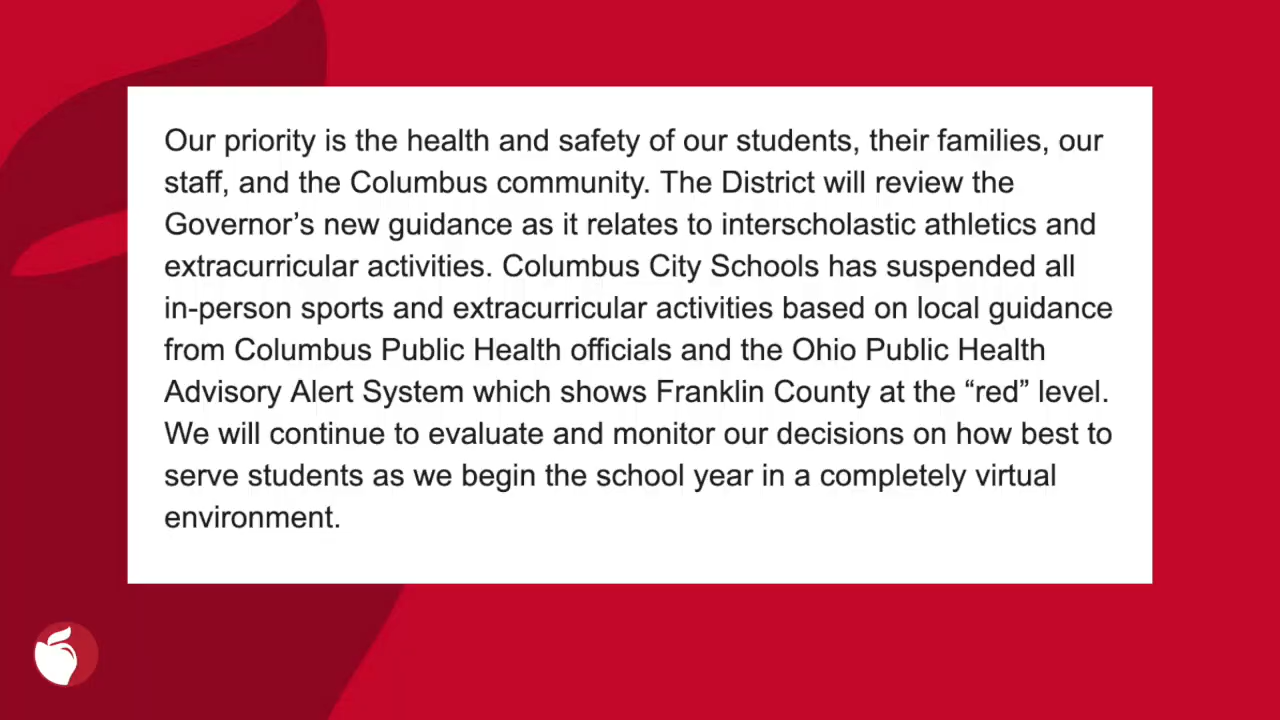 Our priority is the health and safety of our students, their families, our
staff, and the Columbus community. The District will review the
Governor’s new guidance as it relates to interscholastic athletics and
extracurricular activities. Columbus City Schools has suspended all
in-person sports and extracurricular activities based on local guidance
from Columbus Public Health officials and the Ohio Public Health
Advisory Alert System which shows Franklin County at the “red” level.
We will continue to evaluate and monitor our decisions on how best to
serve students as we begin the school year in a completely virtual
environment.